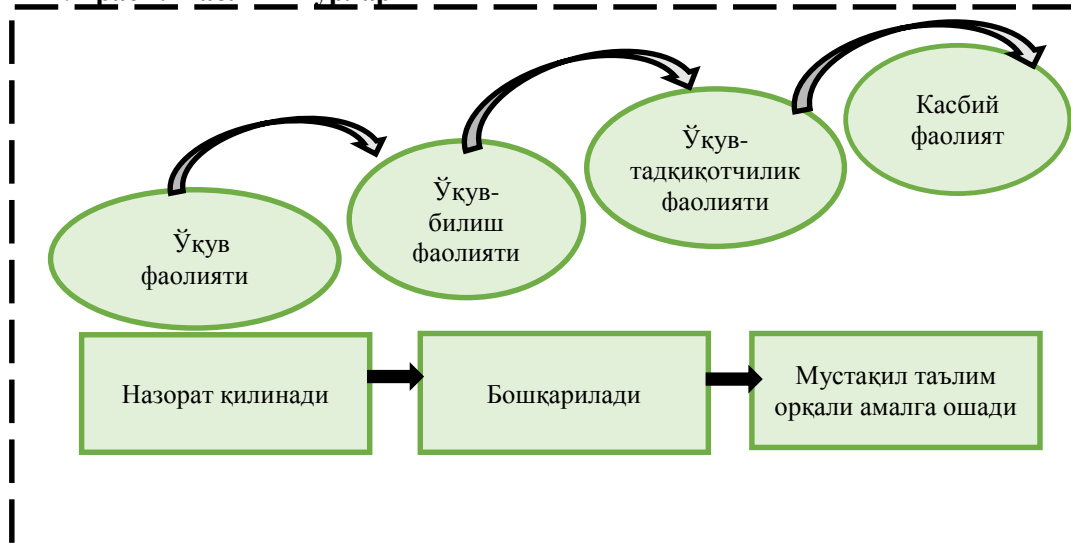 Ўқув
фаолияти
Ўқув-
билиш
фаолияти
Ўқув-
тадқиқотчилик
фаолияти
Касбий
фаолият
Назорат қилинади
Бошқарилади
Мустақил таълим
орқали амалга ошади